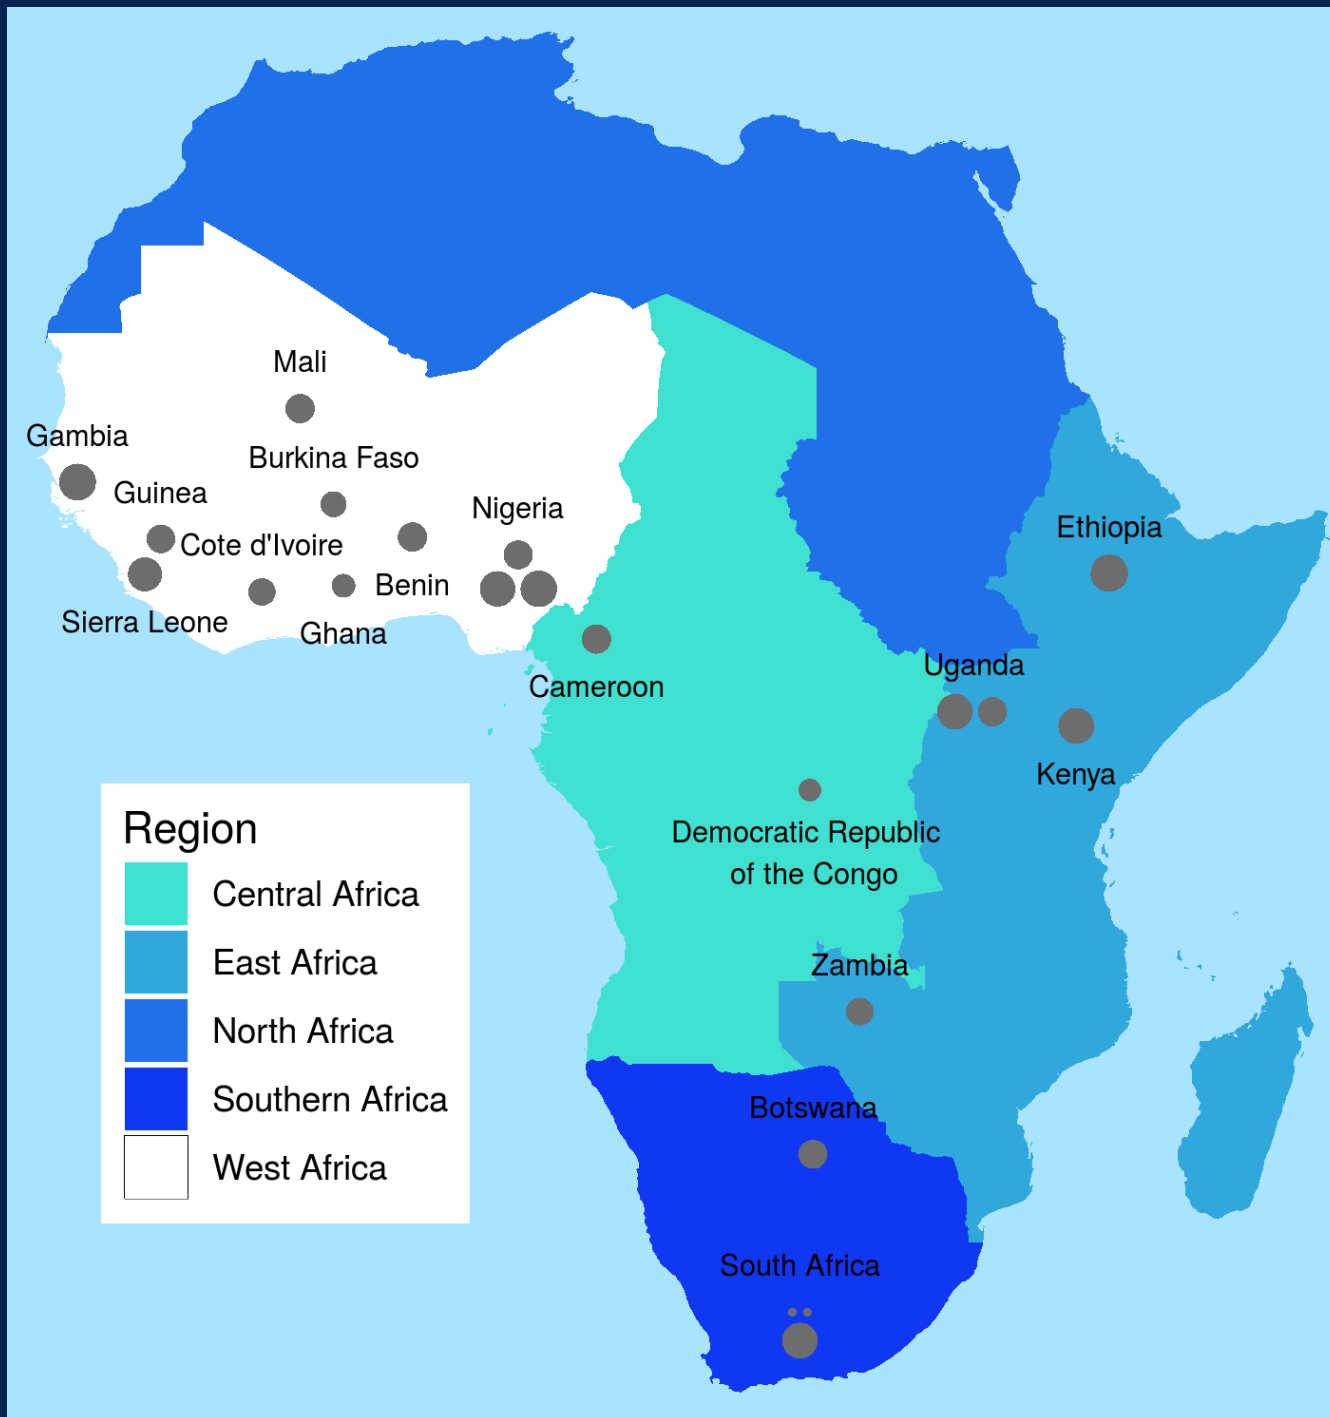 Mali
Gambia
Burkina Faso
Guinea
Nigeria
Ethiopia
Cote d'Ivoire
Benin
Sierra Leone
Ghana
Uganda
Cameroon
Kenya
Democratic Republic
of the Congo
Zambia
Botswana
South Africa
Region
Central Africa
East Africa
North Africa
Southern Africa
West Africa